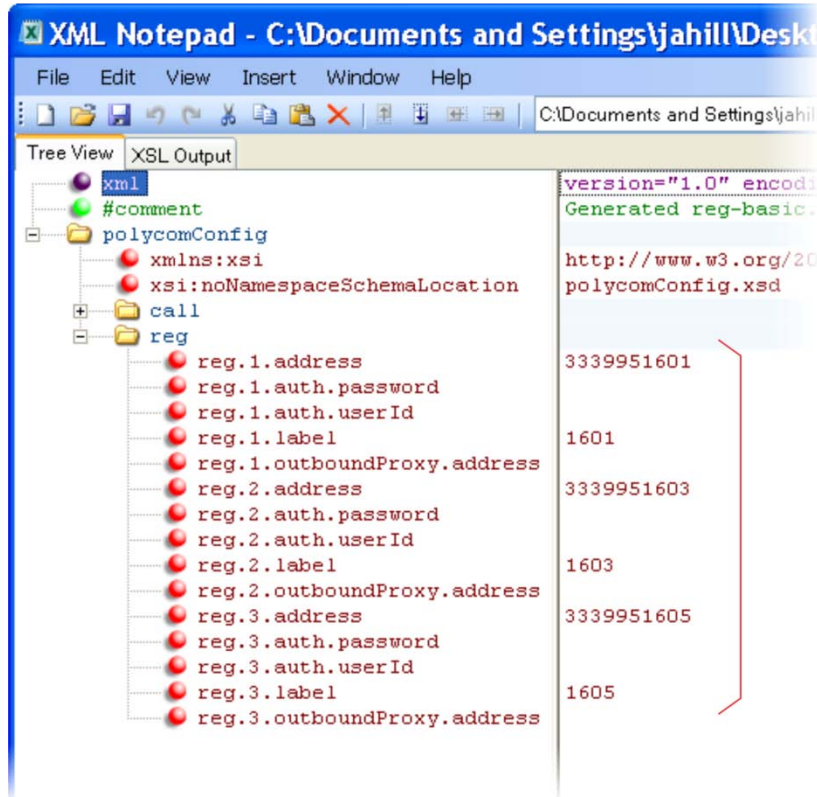 XML Notepad - C:\Documents and Settings\jahill\Deskt
File Edit View Insert Window Help
C:\Documents and Settings\jahil
Tree View XSL Output
xml version="1.0" encodi
#comment Generated reg-basic.
polycomConfig
xmlns:xsi http://www.w3.org/20
xsi:noNamespaceSchemaLocation polycomConfig.xsd
call
reg
reg.1.address 3339951601
reg.1.auth.password
reg.1.auth.userId
reg.1.label 1601
reg.1.outboundProxy.address
reg.2.address 3339951603
reg.2.auth.password
reg.2.auth.userId
reg.2.label 1603
reg.2.outboundProxy.address
reg.3.address 3339951605
reg.3.auth.password
reg.3.auth.userId
reg.3.label 1605
reg.3.outboundProxy.address